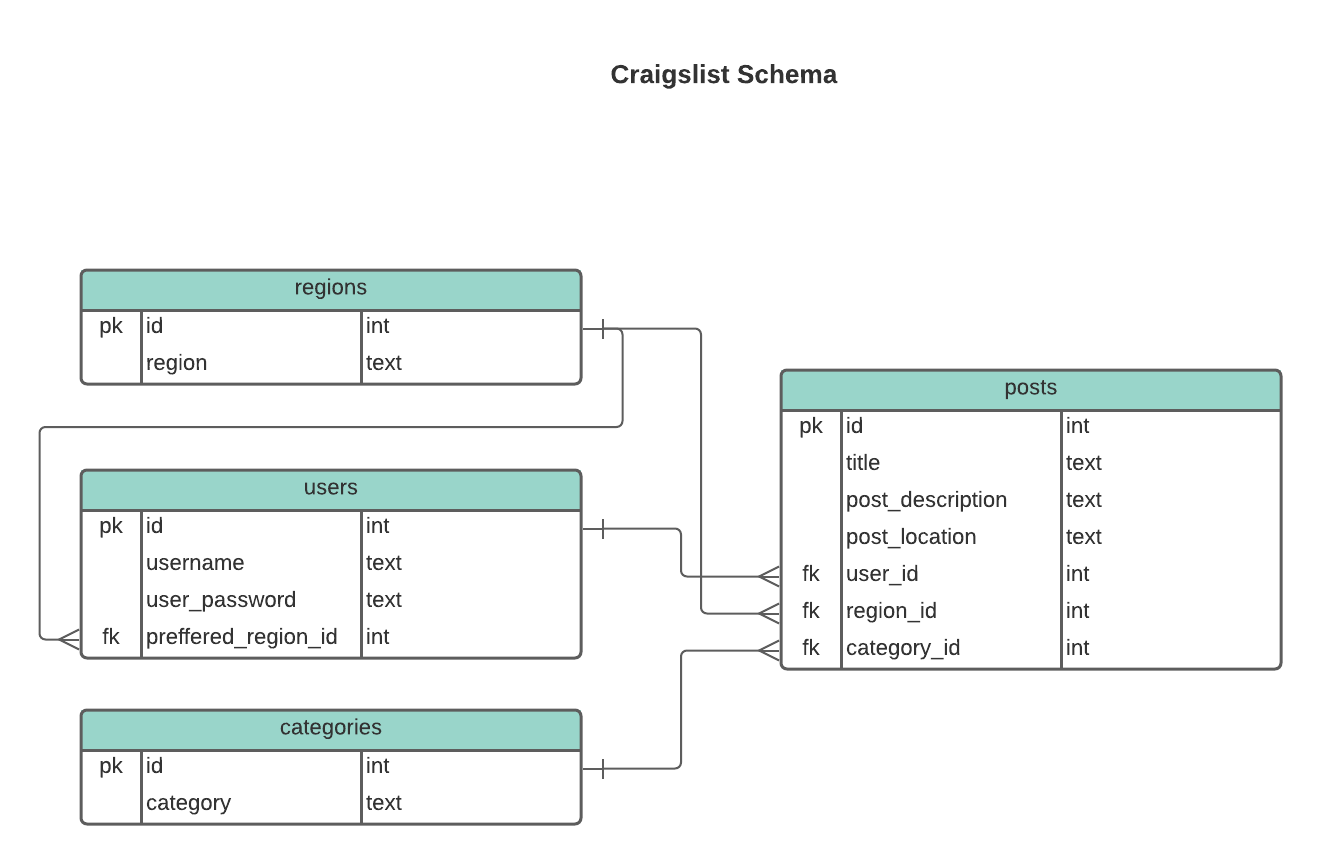 Craigslist Schema
regions
pk id int
region text
users
pk id int
username text
user_password text
fk preffered_region_id int
categories
pk id int
category text
posts
pk id int
title text
post_description text
post_location text
fk user_id int
fk region_id int
fk category_id int